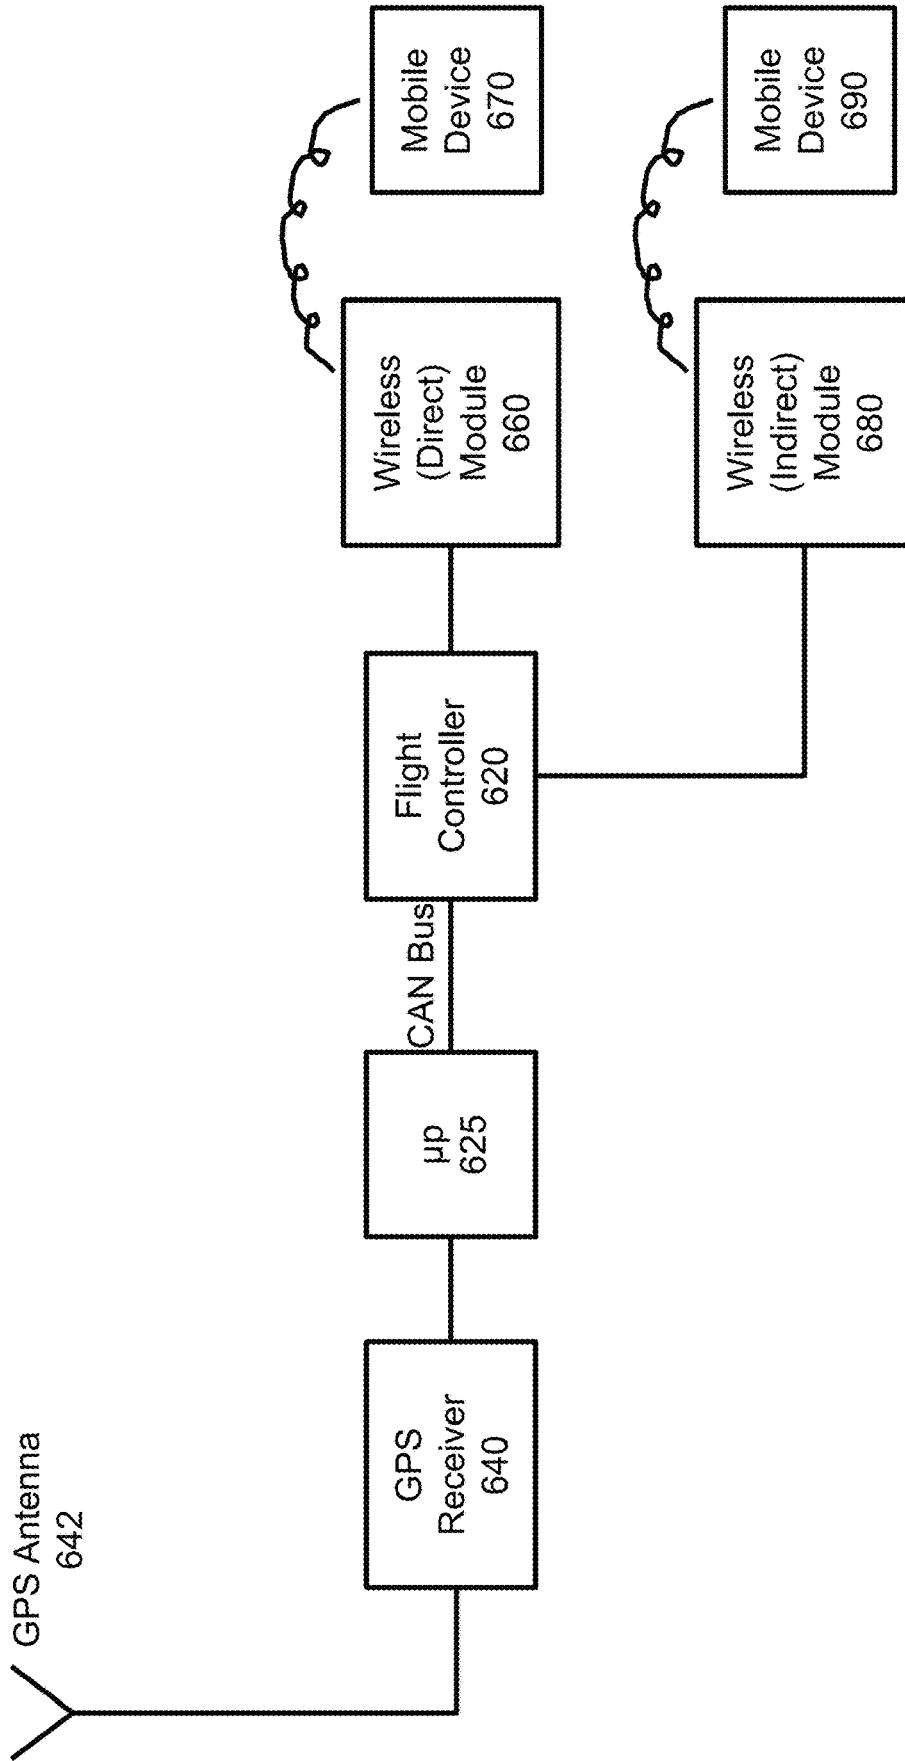 GPS Antenna
642
GPS
Receiver
640
µp
625
CAN Bus
Flight
Controller
620
Wireless
(Direct)
Module
660
Mobile
Device
670
Wireless
(Indirect)
Module
680
Mobile
Device
690